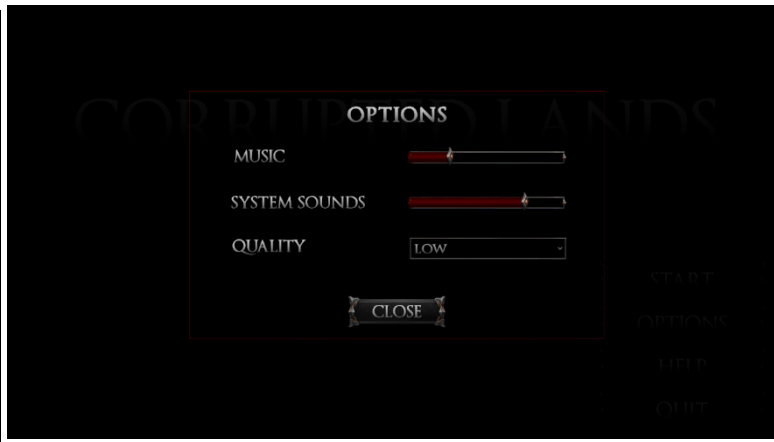 CORRUPTED LANDS
OPTIONS
MUSIC
SYSTEM SOUNDS
QUALITY
LOW
CLOSE
START
OPTIONS
HELP
QUIT